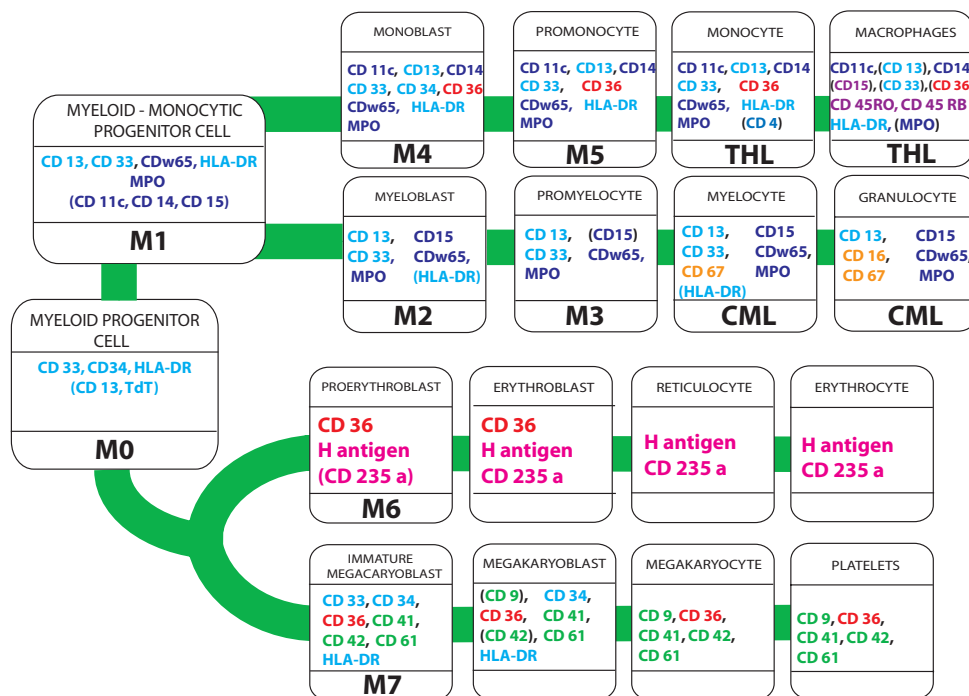 MONOBLAST
CD 11c, CD13, CD14
CD 33, CD 34, CD 36
CDw65, HLA-DR
MPO
M4
PROMONOCYTE
CD 11c, CD13, CD14
CD 33, CD 36
CDw65, HLA-DR
MPO
M5
MONOCYTE
CD 11c, CD13, CD14
CD 33, CD 36
CDw65, HLA-DR
MPO (CD 4)
THL
MACROPHAGES
CD11c,(CD 13), CD14
(CD15), (CD 33),(CD 36)
CD 45RO, CD 45 RB
HLA-DR, (MPO)
THL
MYELOID - MONOCYTIC
PROGENITOR CELL
CD 13, CD 33, CDw65, HLA-DR
MPO
(CD 11c, CD 14, CD 15)
M1
MYELOBLAST
CD 13, CD15
CD 33, CDw65,
MPO (HLA-DR)
M2
PROMYELOCYTE
CD 13, (CD15)
CD 33, CDw65,
MPO
M3
MYELOCYTE
CD 13, CD15
CD 33, CDw65,
CD 67 MPO
(HLA-DR)
CML
GRANULOCYTE
CD 13, CD15
CD 16, CDw65,
CD 67 MPO
CML
MYELOID PROGENITOR
CELL
CD 33, CD34, HLA-DR
(CD 13, TdT)
M0
PROERYTHROBLAST
CD 36
H antigen
(CD 235 a)
M6
ERYTHROBLAST
CD 36
H antigen
CD 235 a
RETICULOCYTE
H antigen
CD 235 a
ERYTHROCYTE
H antigen
CD 235 a
IMMATURE
MEGACARYOBLAST
CD 33, CD 34,
CD 36, CD 41,
CD 42, CD 61
HLA-DR
M7
MEGAKARYOBLAST
(CD 9), CD 34,
CD 36, CD 41,
(CD 42), CD 61
HLA-DR
MEGAKARYOCYTE
CD 9, CD 36,
CD 41, CD 42,
CD 61
PLATELETS
CD 9, CD 36,
CD 41, CD 42,
CD 61